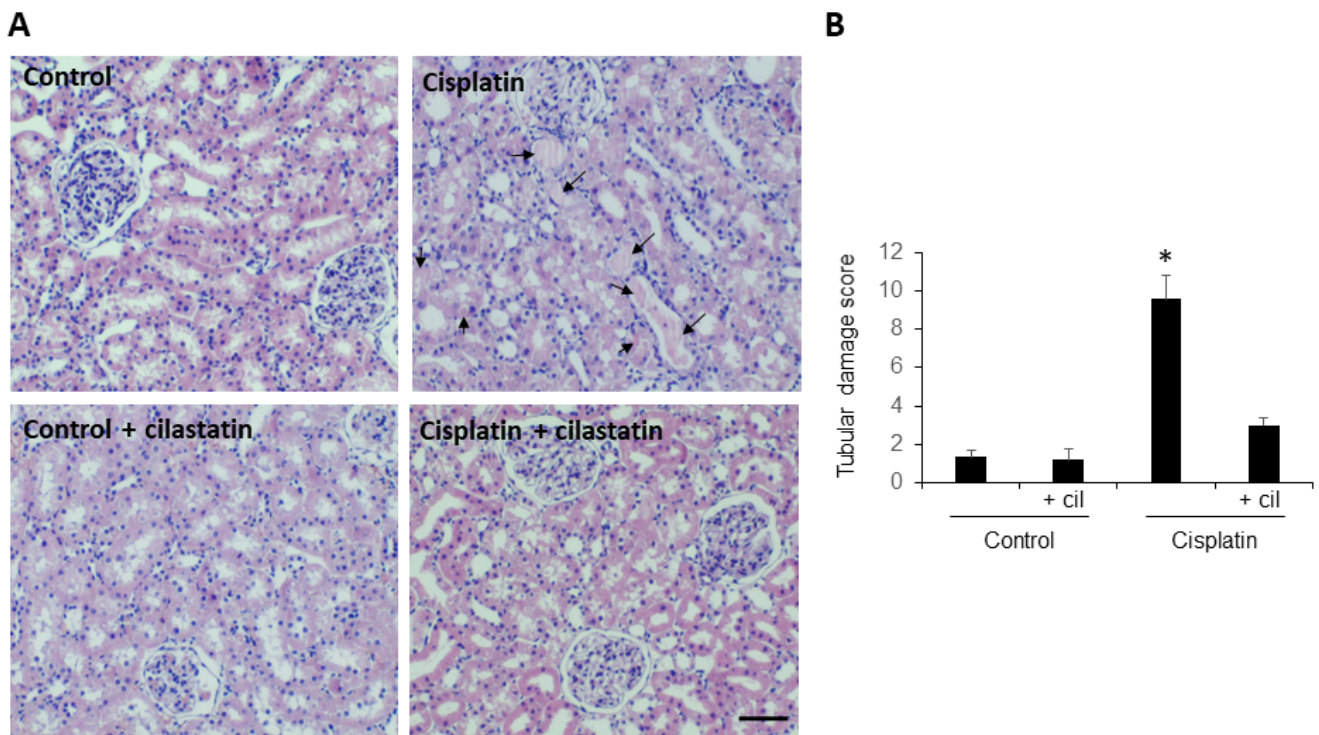 A
Control
Cisplatin
Control + cilastatin
Cisplatin + cilastatin
B
Tubular damage score
12
10
8
6
4
2
0
*
+ cil
+ cil
Control
Cisplatin